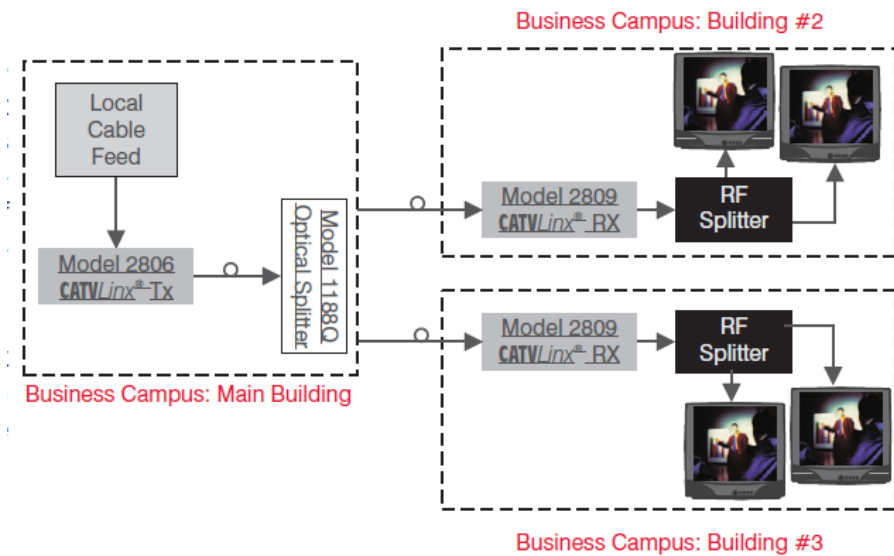 Business Campus: Building #2
Local
Cable
Feed
Model 2806
CATVLinx® Tx
Model 1188Q
Optical Splitter
Business Campus: Main Building
Model 2809
CATVLinx® RX
RF
Splitter
Model 2809
CATVLinx® RX
RF
Splitter
Business Campus: Building #3